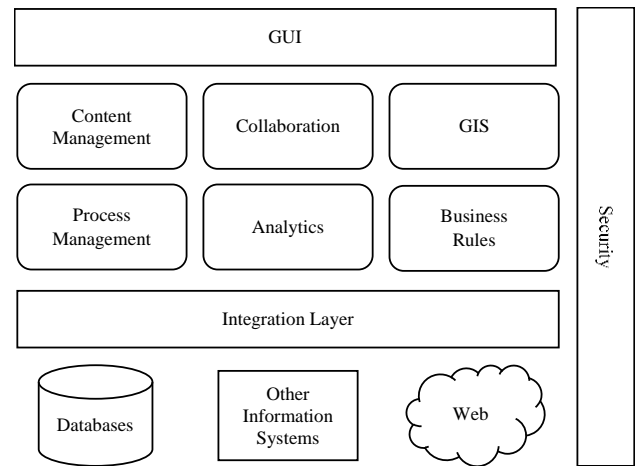 GUI
Content
Management
Collaboration
GIS
Process
Management
Analytics
Business
Rules
Integration Layer
Databases
Other
Information
Systems
Web
Security